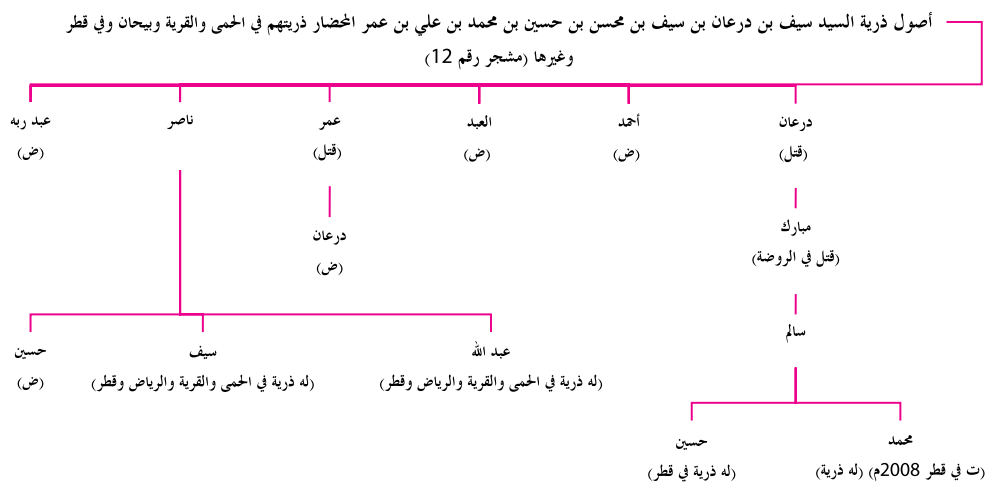 أصول ذرية السيد سيف بن درعان بن سيف بن محسن بن حسين بن محمد بن علي بن عمر المحضار ذريتهم في الحمى والقرية وبيحان وفي قطر
وغيرها (مشجر رقم 12)
درعان أحمد العبد عمر ناصر عبد ربه
(قتل) (ض) (ض) (قتل) (ض)
مبارك درعان
(قتل في الروضة) (ض)
سالم عبد الله سيف حسين
(له ذرية في الحمى والقرية والرياض وقطر) (له ذرية في الحمى والقرية والرياض وقطر) (ض)
محمد حسين
(ت في قطر 2008م) (له ذرية) (له ذرية في قطر)